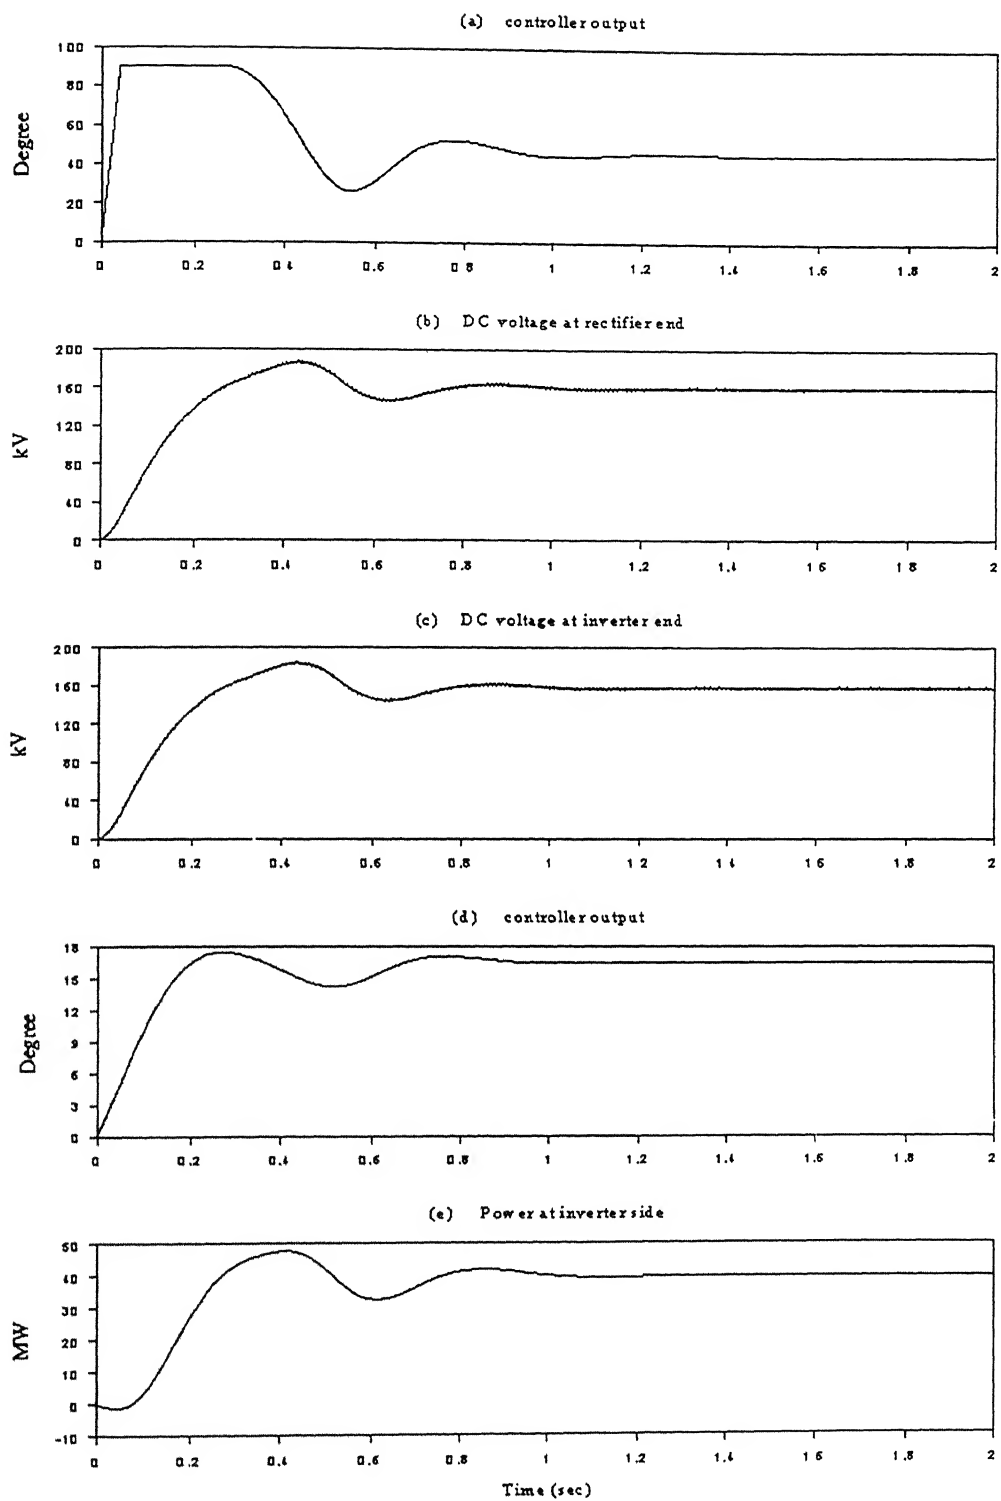 (a) controller output
100
80
60
40
20
0
Degree
0 0.2 0.4 0.6 0.8 1 1.2 1.4 1.6 1.8 2
(b) DC voltage at rectifier end
200
160
120
80
40
0
kV
0 0.2 0.4 0.6 0.8 1 1.2 1.4 1.6 1.8 2
(c) DC voltage at inverter end
200
160
120
80
40
0
kV
0 0.2 0.4 0.6 0.8 1 1.2 1.4 1.6 1.8 2
(d) controller output
18
15
12
9
6
3
0
Degree
0 0.2 0.4 0.6 0.8 1 1.2 1.4 1.6 1.8 2
(e) Power at inverter side
50
40
30
20
10
0
-10
MW
0 0.2 0.4 0.6 0.8 1 1.2 1.4 1.6 1.8 2
Time (sec)